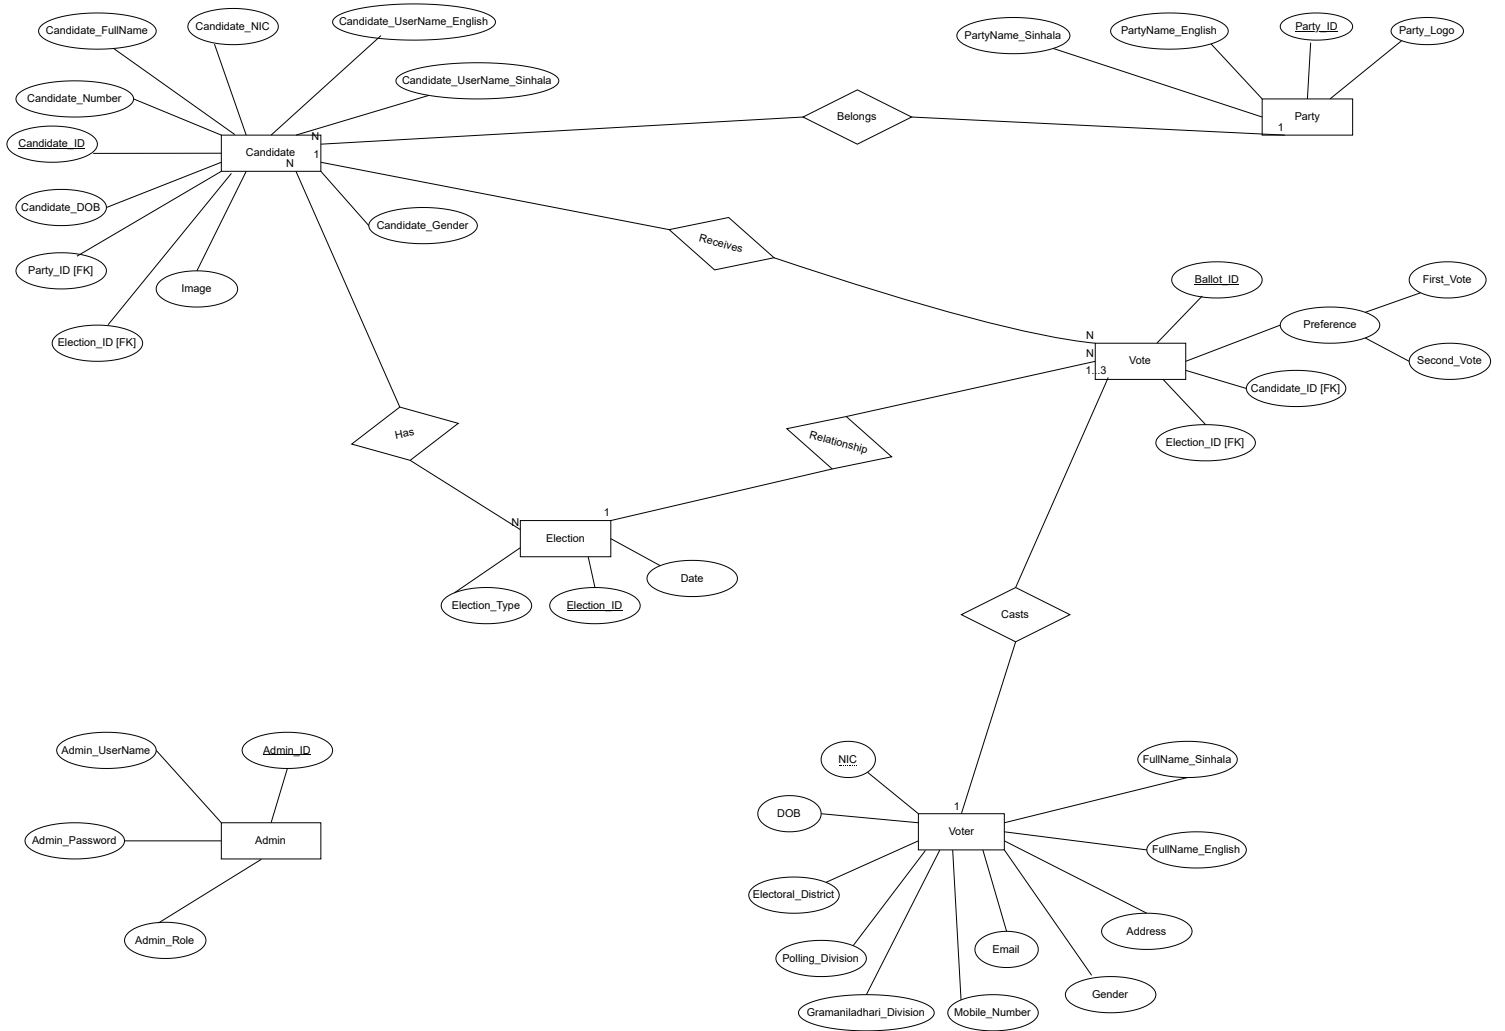 Candidate_FullName
Candidate_NIC
Candidate_UserName_English
PartyName_Sinhala
PartyName_English
Party_ID
Party_Logo
Candidate_UserName_Sinhala
Candidate_Number
Candidate_ID
Candidate
N
1
N
Belongs
1
Party
Candidate_DOB
Candidate_Gender
Party_ID [FK]
Image
Election_ID [FK]
Receives
Ballot_ID
First_Vote
Preference
Second_Vote
N
N
1...3
Vote
Candidate_ID [FK]
Election_ID [FK]
Has
Relationship
N
1
Election
Election_Type
Election_ID
Date
Casts
Admin_UserName
Admin_ID
Admin_Password
Admin
Admin_Role
NIC
FullName_Sinhala
DOB
1
Voter
FullName_English
Electoral_District
Address
Polling_Division
Email
Gender
Gramaniladhari_Division
Mobile_Number